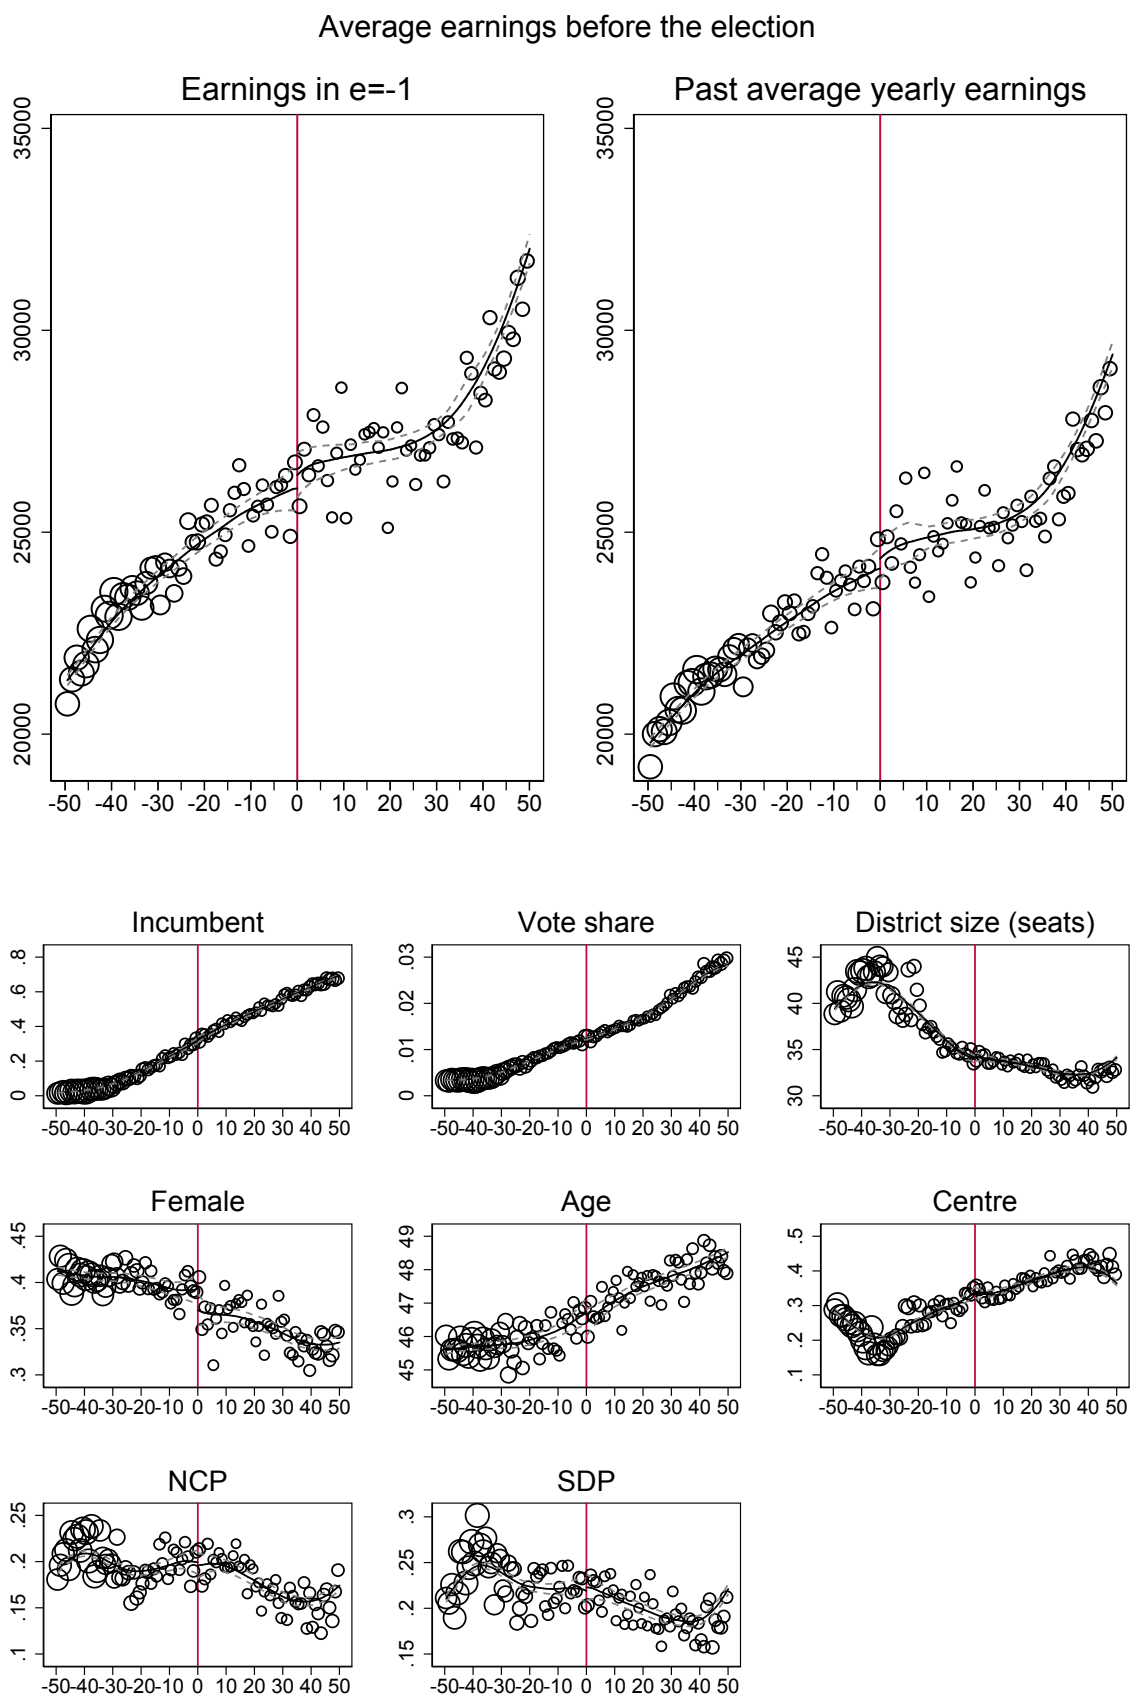 Average earnings before the election
Earnings in e=-1
35000
30000
25000
20000
-50 -40 -30 -20 -10 0 10 20 30 40 50
Past average yearly earnings
35000
30000
25000
20000
-50 -40 -30 -20 -10 0 10 20 30 40 50
Incumbent
.8
.6
.4
.2
0
-50 -40 -30 -20 -10 0 10 20 30 40 50
Vote share
.03
.02
.01
0
-50 -40 -30 -20 -10 0 10 20 30 40 50
District size (seats)
45
40
35
30
-50 -40 -30 -20 -10 0 10 20 30 40 50
Female
.45
.4
.35
.3
-50 -40 -30 -20 -10 0 10 20 30 40 50
Age
49
48
47
46
45
-50 -40 -30 -20 -10 0 10 20 30 40 50
Centre
.5
.4
.3
.2
.1
-50 -40 -30 -20 -10 0 10 20 30 40 50
NCP
.25
.2
.15
.1
-50 -40 -30 -20 -10 0 10 20 30 40 50
SDP
.3
.25
.2
.15
-50 -40 -30 -20 -10 0 10 20 30 40 50